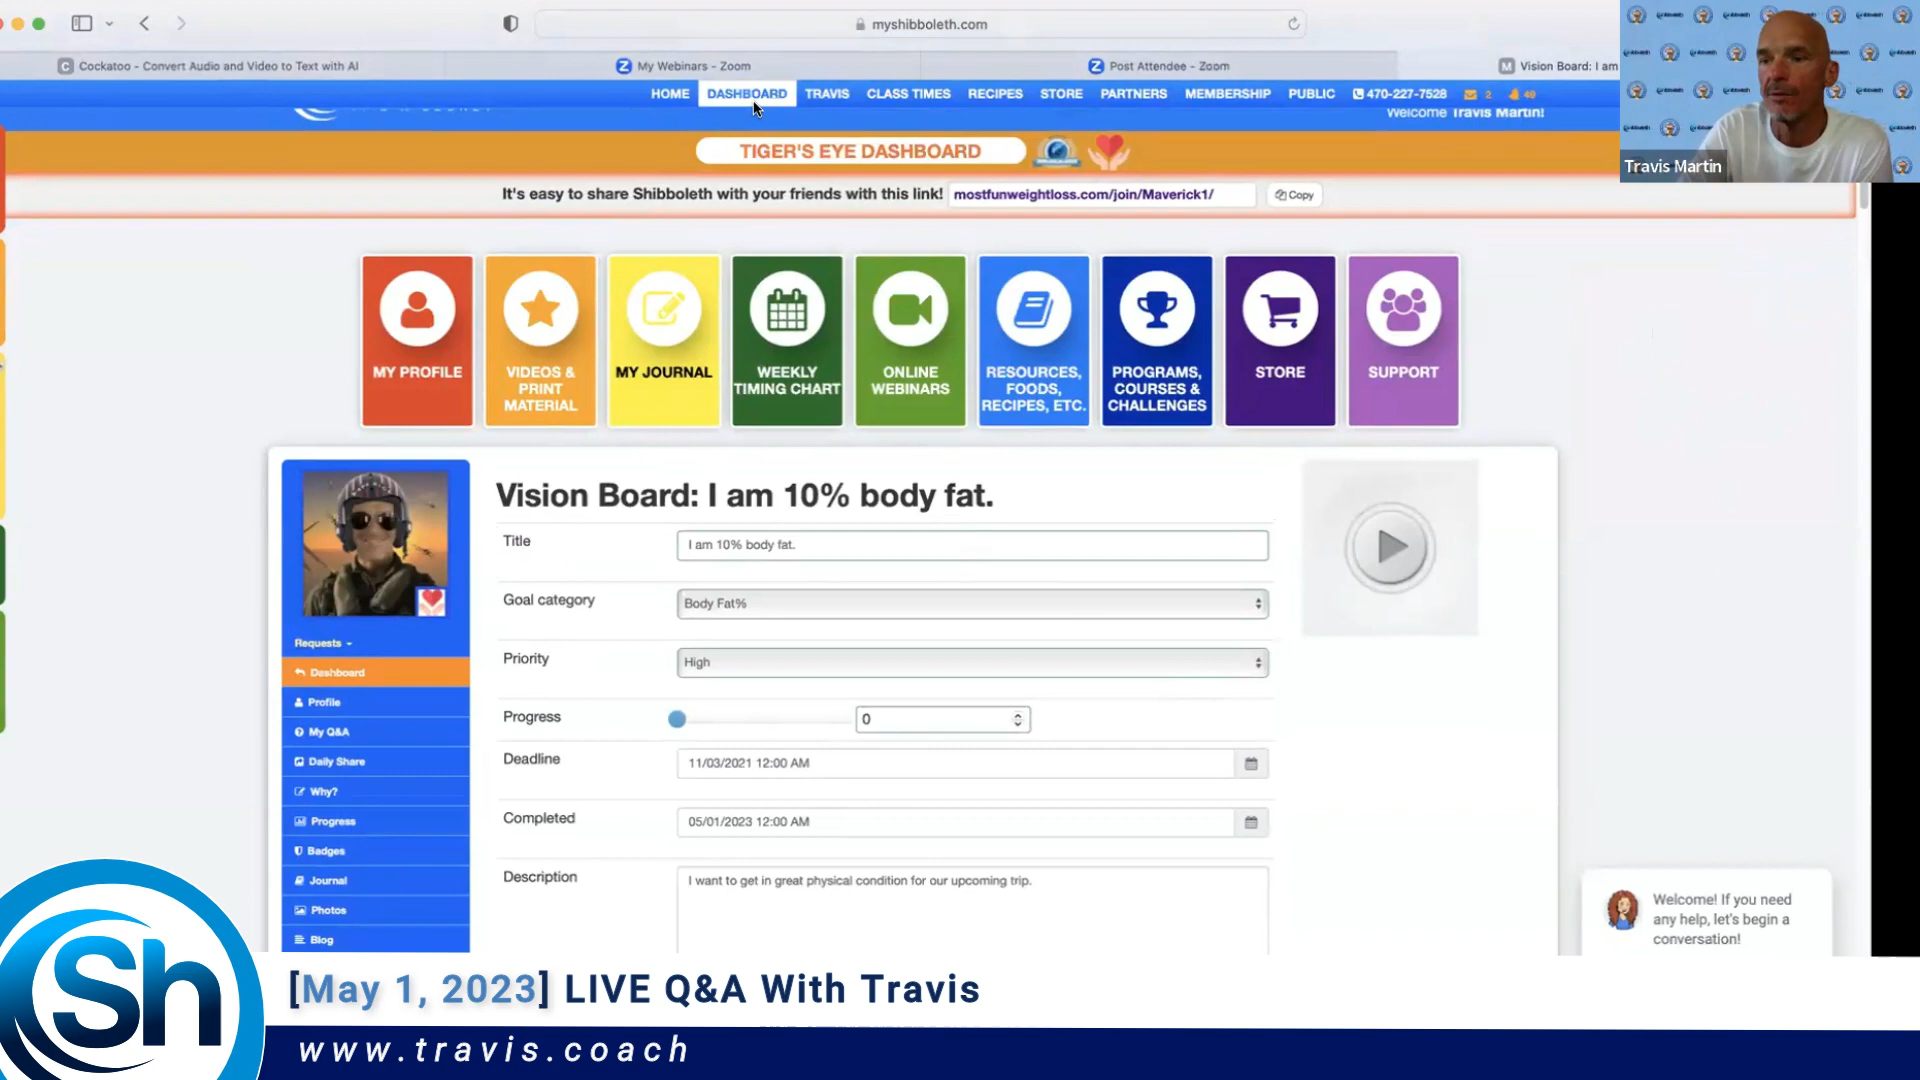 myshibboleth.com
Cockatoo - Convert Audio and Video to Text with AI
My Webinars - Zoom
Post Attendee - Zoom
Vision Board: I am
HOME DASHBOARD TRAVIS CLASS TIMES RECIPES STORE PARTNERS MEMBERSHIP PUBLIC 470-227-7528 2 49
Welcome Travis Martin!
TIGER'S EYE DASHBOARD
Travis Martin
It's easy to share Shibboleth with your friends with this link! mostfunweightloss.com/join/Maverick1/ Copy
MY PROFILE
VIDEOS &
PRINT
MATERIAL
MY JOURNAL
WEEKLY
TIMING CHART
ONLINE
WEBINARS
RESOURCES,
FOODS,
RECIPES, ETC.
PROGRAMS,
COURSES &
CHALLENGES
STORE
SUPPORT
Requests
Dashboard
Profile
My Q&A
Daily Share
Why?
Progress
Badges
Journal
Photos
Blog
Vision Board: I am 10% body fat.
Title I am 10% body fat.
Goal category Body Fat%
Priority High
Progress 0
Deadline 11/03/2021 12:00 AM
Completed 05/01/2023 12:00 AM
Description I want to get in great physical condition for our upcoming trip.
Welcome! If you need
any help, let's begin a
conversation!
Sh
[May 1, 2023] LIVE Q&A With Travis
www.travis.coach